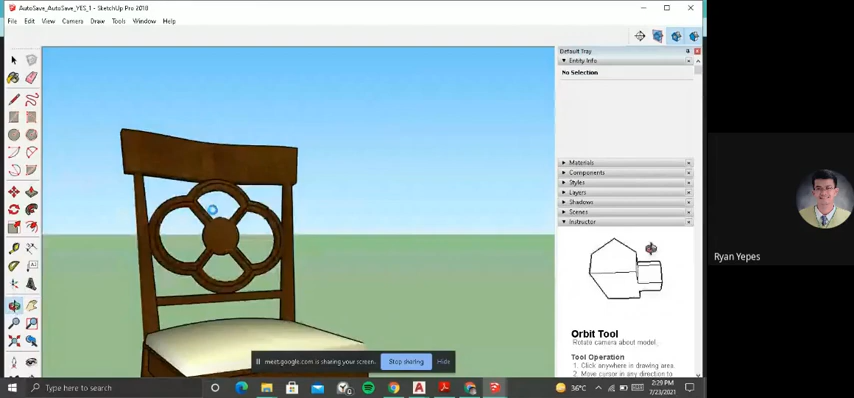 AutoSave_AutoSave_YES_1 - SketchUp Pro 2018
File Edit View Camera Draw Tools Window Help
Default Tray
Entity Info
No Selection
Materials
Components
Styles
Layers
Shadows
Scenes
Instructor
Orbit Tool
Rotate camera about model.
Tool Operation
1. Click anywhere in drawing area.
2. Move cursor in any direction to
meet.google.com is sharing your screen.
Stop sharing
Hide
Ryan Yepes
Type here to search
36°C
2:29 PM
7/23/2021